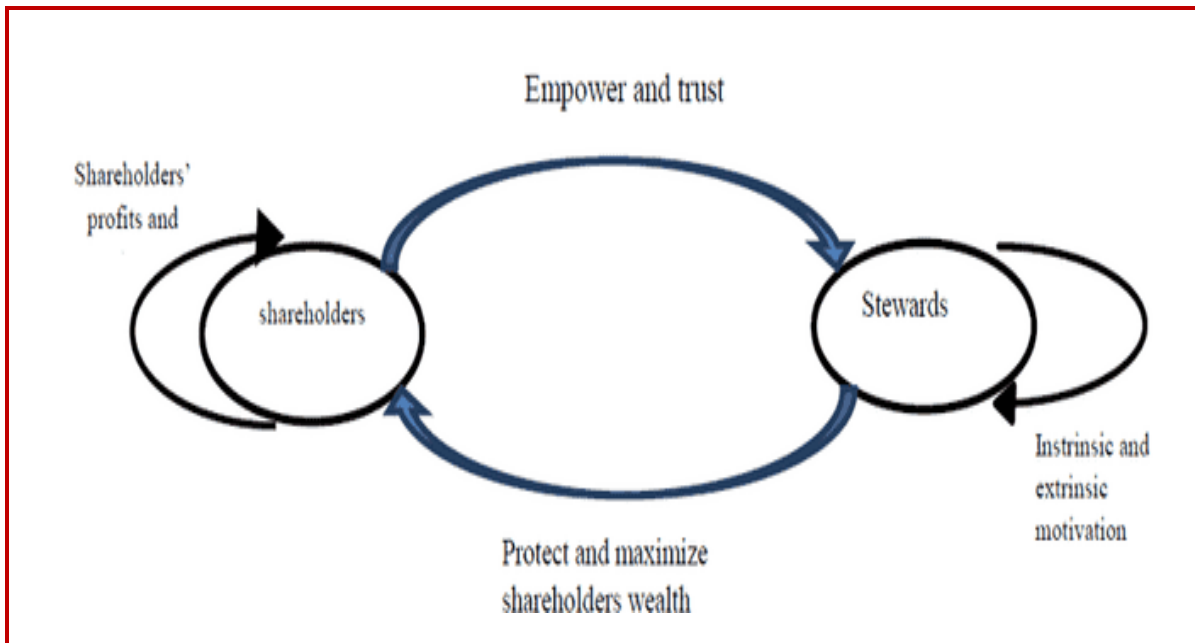 Empower and trust
Shareholders’
profits and
shareholders
Stewards
Instrinsic and
extrinsic
motivation
Protect and maximize
shareholders wealth